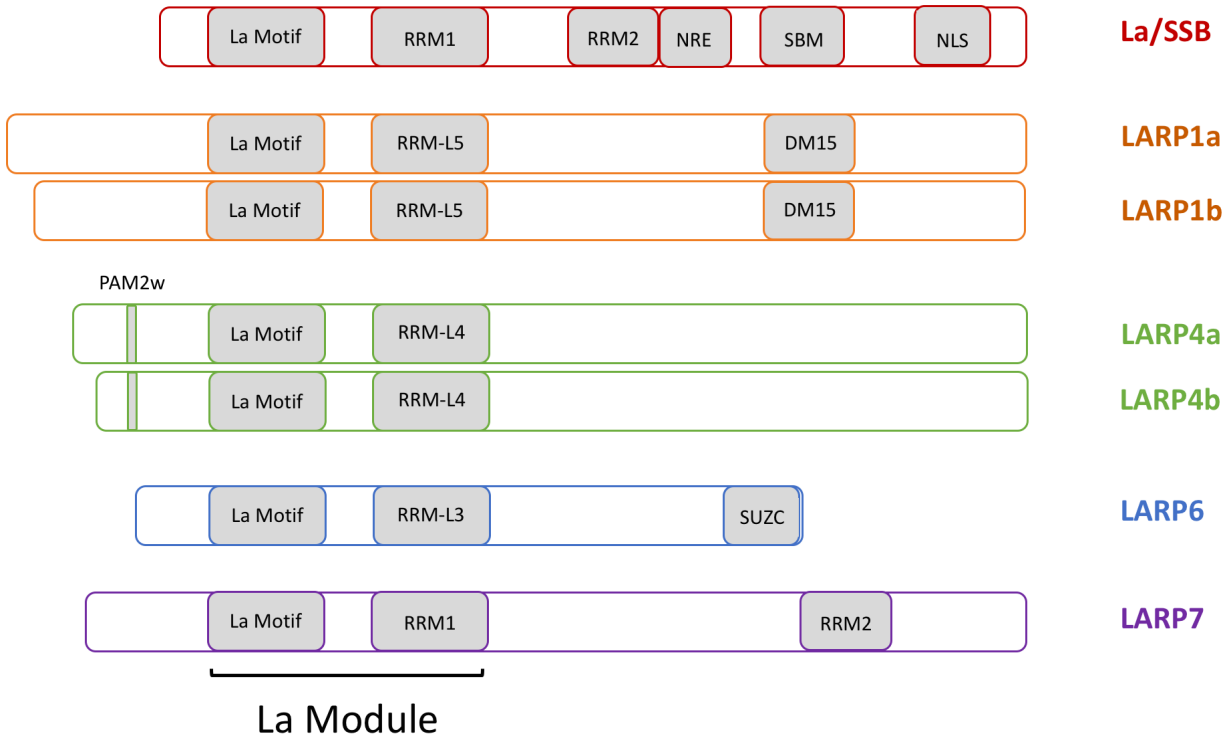 La Motif RRM1 RRM2 NRE SBM NLS La/SSB
La Motif RRM-L5 DM15 LARP1a
La Motif RRM-L5 DM15 LARP1b
PAM2w
La Motif RRM-L4 LARP4a
La Motif RRM-L4 LARP4b
La Motif RRM-L3 SUZC LARP6
La Motif RRM1 RRM2 LARP7
La Module